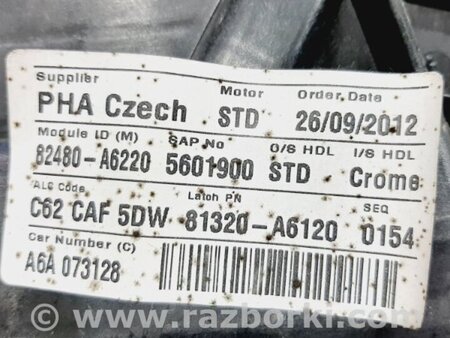 Supplier Motor Order Date
PHA Czech STD 26/09/2012
Module ID (M) SAP No O/S HDL I/S HDL
82480-A6220 5601900 STD Crome
ALC Code Latch PN SEQ
C62 CAF 5DW 81320-A6120 0154
Car Number (C)
A6A 073128
www.razborki.com